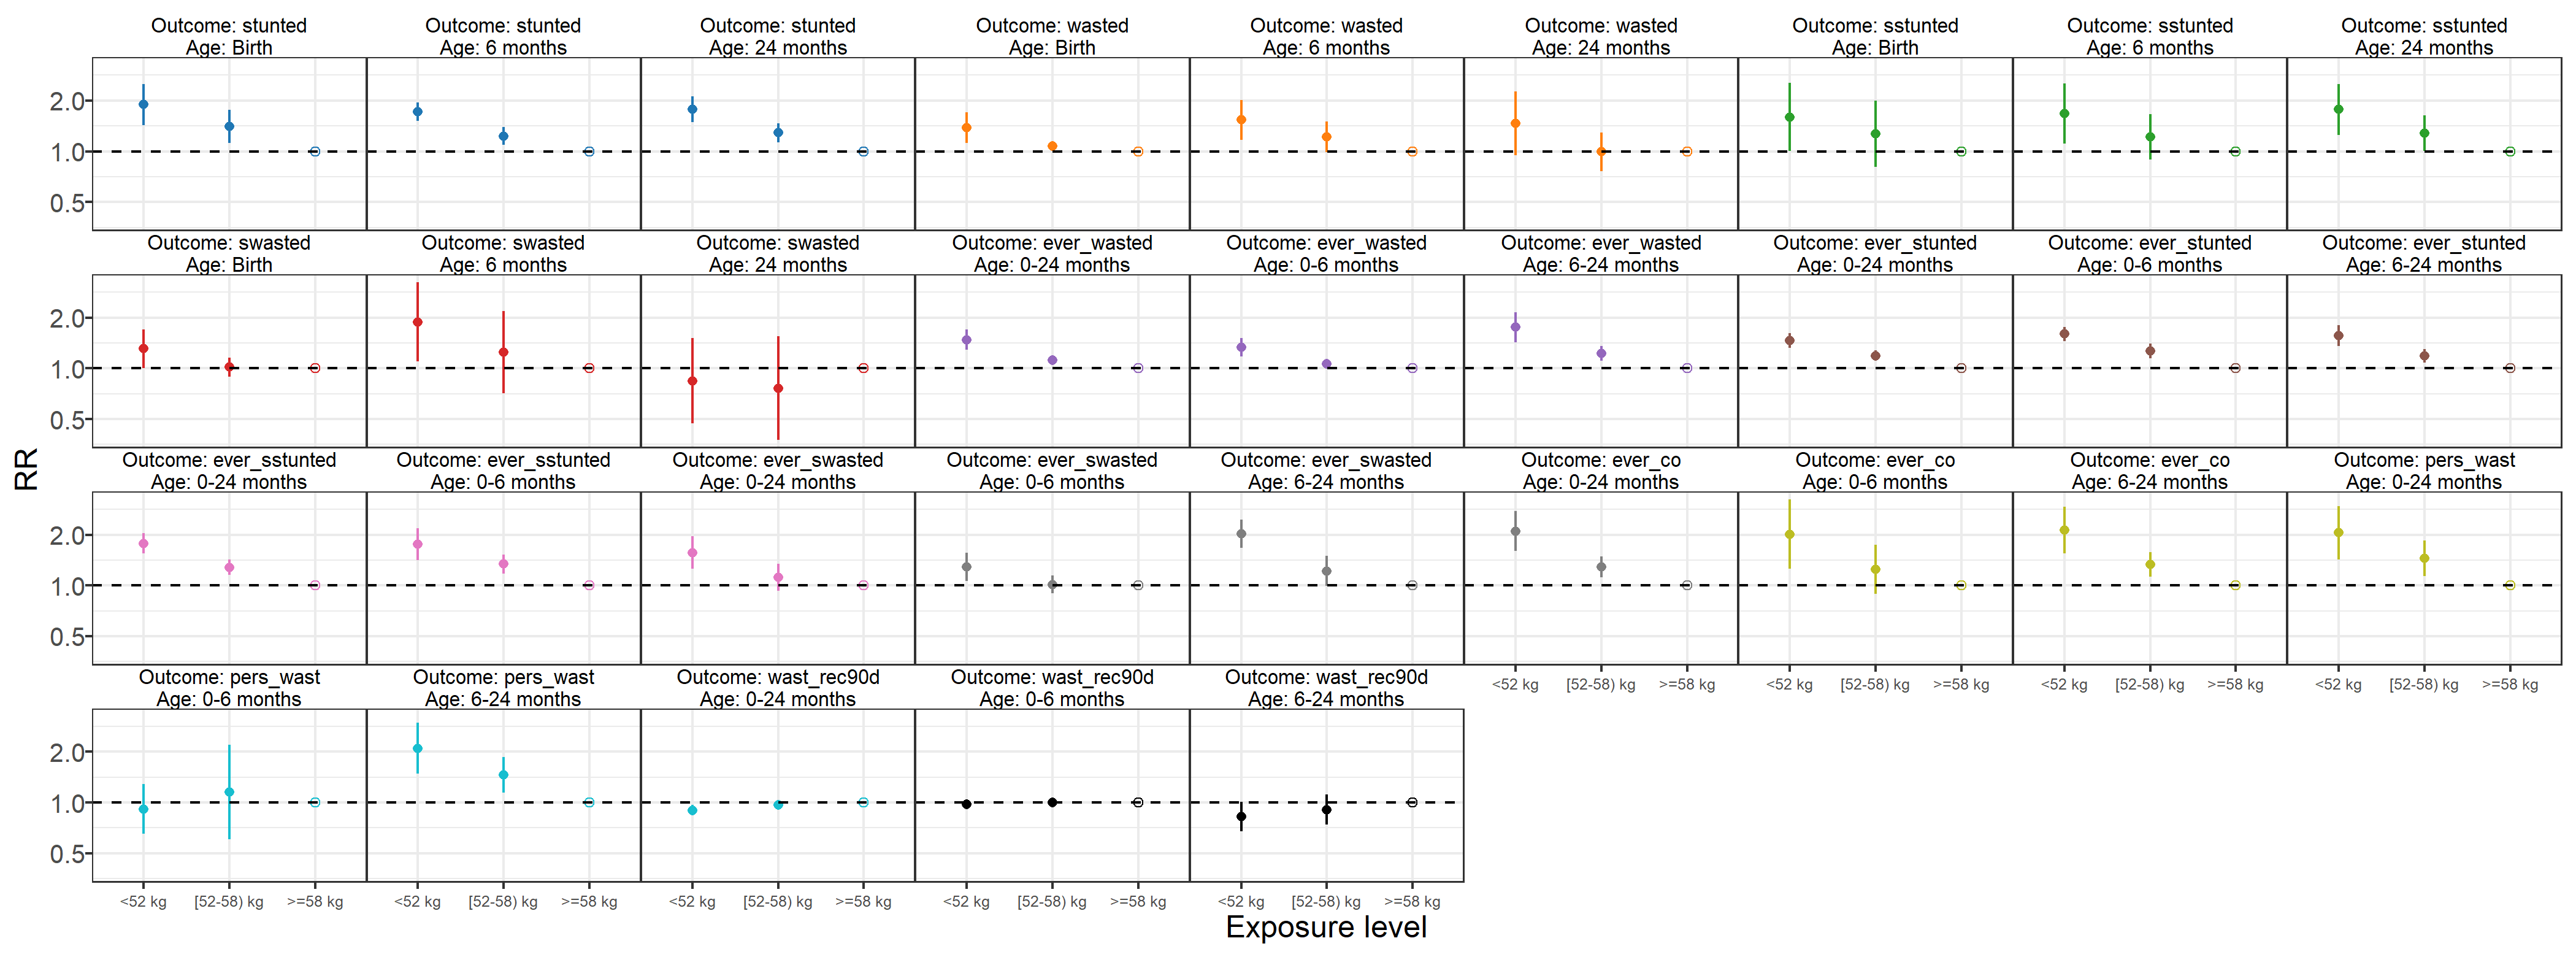 Outcome: stunted
Age: Birth
Outcome: stunted
Age: 6 months
Outcome: stunted
Age: 24 months
Outcome: wasted
Age: Birth
Outcome: wasted
Age: 6 months
Outcome: wasted
Age: 24 months
Outcome: sstunted
Age: Birth
Outcome: sstunted
Age: 6 months
Outcome: sstunted
Age: 24 months
2.0
1.0
0.5
Outcome: swasted
Age: Birth
Outcome: swasted
Age: 6 months
Outcome: swasted
Age: 24 months
Outcome: ever_wasted
Age: 0-24 months
Outcome: ever_wasted
Age: 0-6 months
Outcome: ever_wasted
Age: 6-24 months
Outcome: ever_stunted
Age: 0-24 months
Outcome: ever_stunted
Age: 0-6 months
Outcome: ever_stunted
Age: 6-24 months
2.0
1.0
0.5
RR
Outcome: ever_sstunted
Age: 0-24 months
Outcome: ever_sstunted
Age: 0-6 months
Outcome: ever_swasted
Age: 0-24 months
Outcome: ever_swasted
Age: 0-6 months
Outcome: ever_swasted
Age: 6-24 months
Outcome: ever_co
Age: 0-24 months
Outcome: ever_co
Age: 0-6 months
Outcome: ever_co
Age: 6-24 months
Outcome: pers_wast
Age: 0-24 months
2.0
1.0
0.5
<52 kg [52-58) kg >=58 kg
<52 kg [52-58) kg >=58 kg
<52 kg [52-58) kg >=58 kg
<52 kg [52-58) kg >=58 kg
Outcome: pers_wast
Age: 0-6 months
Outcome: pers_wast
Age: 6-24 months
Outcome: wast_rec90d
Age: 0-24 months
Outcome: wast_rec90d
Age: 0-6 months
Outcome: wast_rec90d
Age: 6-24 months
2.0
1.0
0.5
<52 kg [52-58) kg >=58 kg
<52 kg [52-58) kg >=58 kg
<52 kg [52-58) kg >=58 kg
<52 kg [52-58) kg >=58 kg
<52 kg [52-58) kg >=58 kg
Exposure level